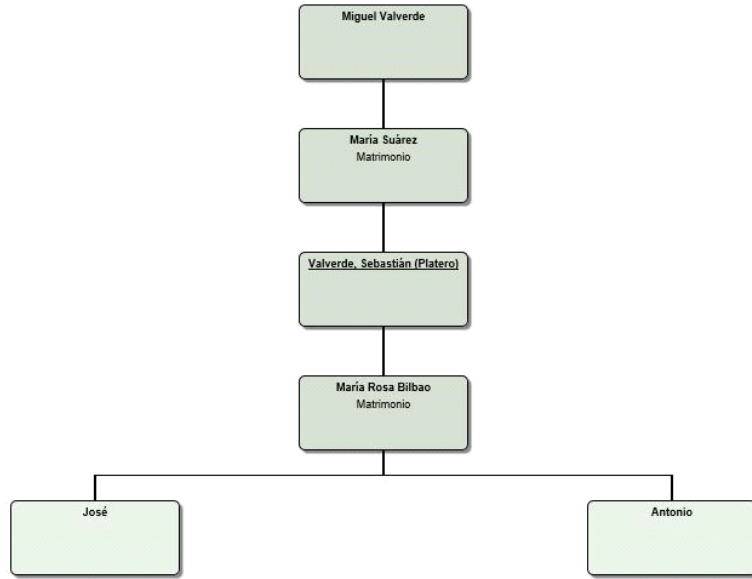 Miguel Valverde
María Suárez
Matrimonio
Valverde, Sebastián (Platero)
María Rosa Bilbao
Matrimonio
José
Antonio